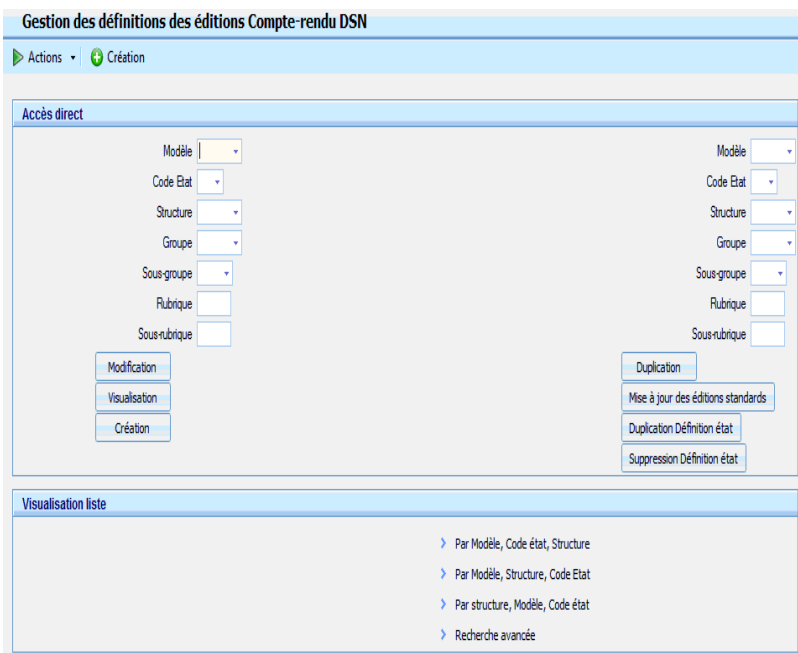 Gestion des définitions des éditions Compte-rendu DSN
Actions Création
Accès direct
Modèle Modèle
Code Etat Code Etat
Structure Structure
Groupe Groupe
Sous-groupe Sous-groupe
Rubrique Rubrique
Sous-rubrique Sous-rubrique
Modification Duplication
Visualisation Mise à jour des éditions standards
Création Duplication Définition état
Suppression Définition état
Visualisation liste
Par Modèle, Code état, Structure
Par Modèle, Structure, Code Etat
Par structure, Modèle, Code état
Recherche avancée